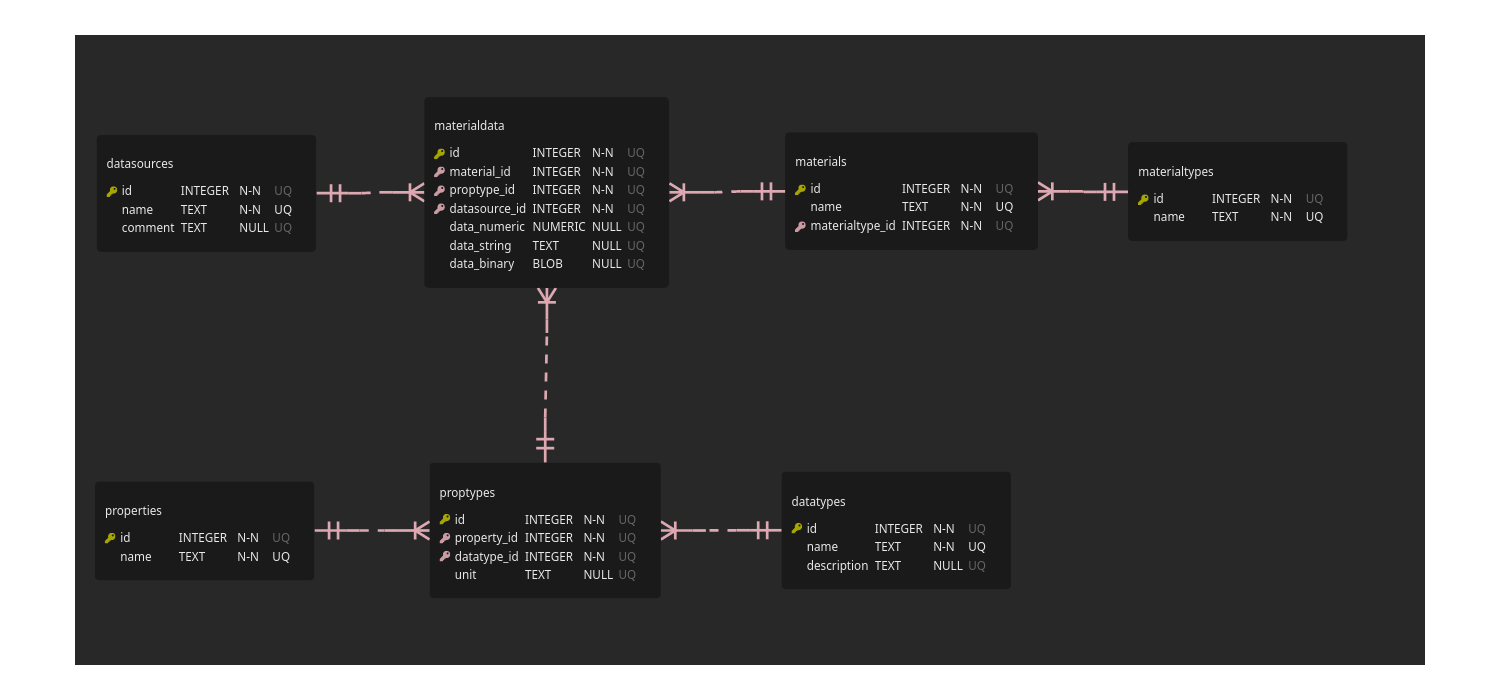 datasources
id INTEGER N-N UQ
name TEXT N-N UQ
comment TEXT NULL UQ
materialdata
id INTEGER N-N UQ
material_id INTEGER N-N UQ
proptype_id INTEGER N-N UQ
datasource_id INTEGER N-N UQ
data_numeric NUMERIC NULL UQ
data_string TEXT NULL UQ
data_binary BLOB NULL UQ
materials
id INTEGER N-N UQ
name TEXT N-N UQ
materialtype_id INTEGER N-N UQ
materialtypes
id INTEGER N-N UQ
name TEXT N-N UQ
properties
id INTEGER N-N UQ
name TEXT N-N UQ
proptypes
id INTEGER N-N UQ
property_id INTEGER N-N UQ
datatype_id INTEGER N-N UQ
unit TEXT NULL UQ
datatypes
id INTEGER N-N UQ
name TEXT N-N UQ
description TEXT NULL UQ